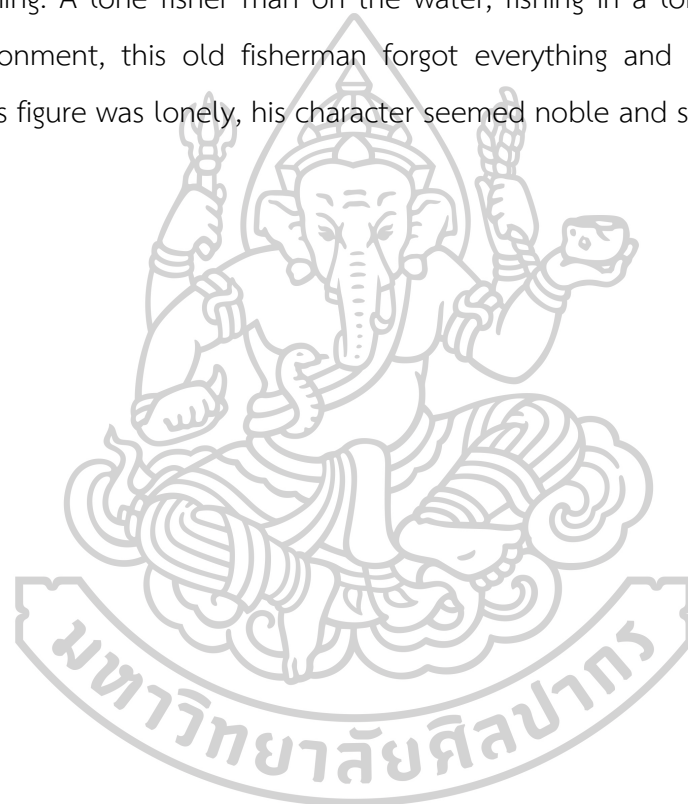 ning. A lone fisher man on the water, fishing in a lo
onment, this old fisherman forgot everything and
s figure was lonely, his character seemed noble and s
มหาวิทยาลัยศิลปากร